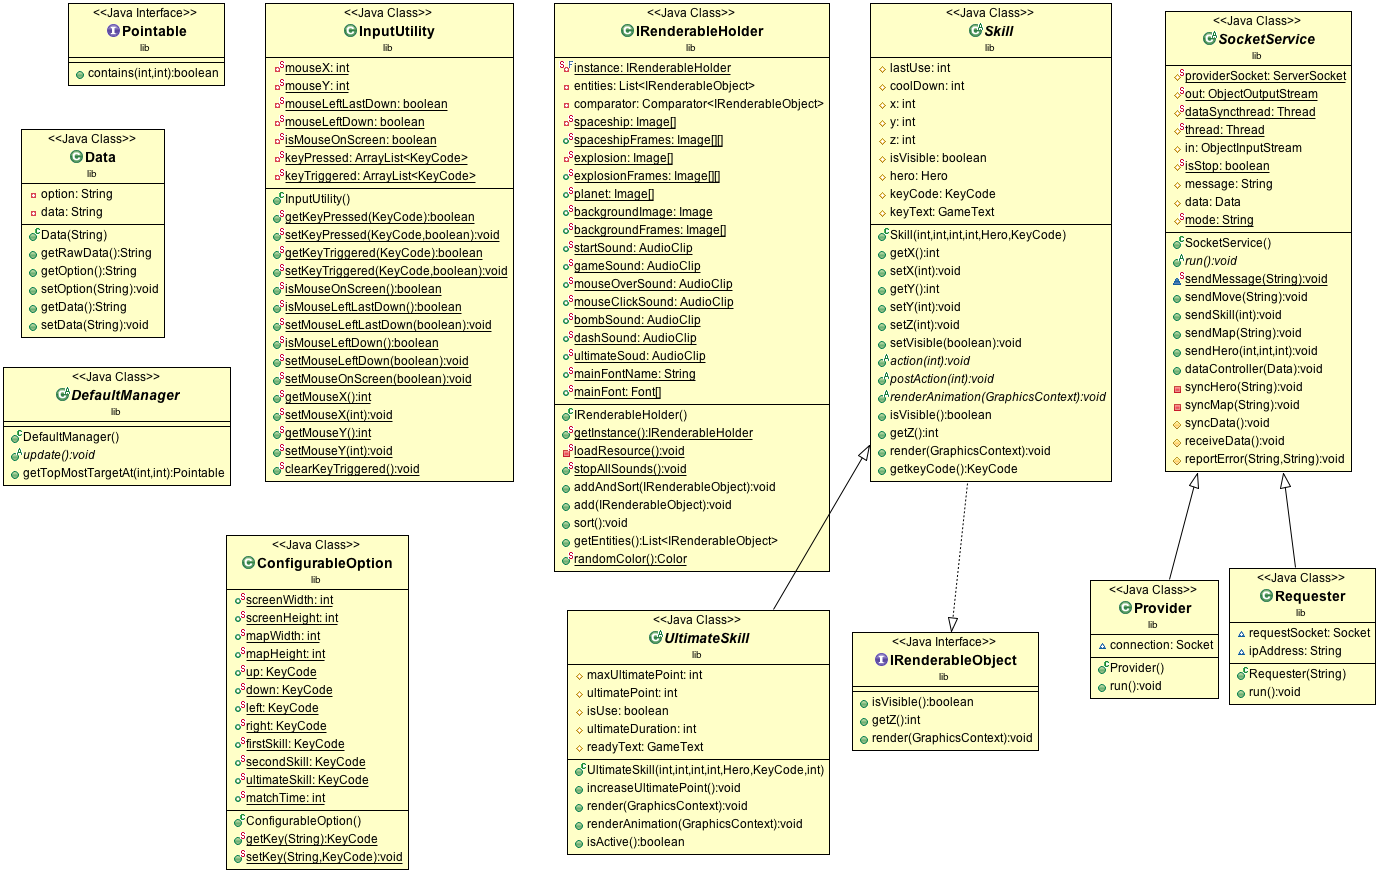 <<Java Interface>>
Pointable
lib
contains(int,int):boolean
<<Java Class>>
Data
lib
option: String
data: String
Data(String)
getRawData():String
getOption():String
setOption(String):void
getData():String
setData(String):void
<<Java Class>>
DefaultManager
lib
DefaultManager()
update():void
getTopMostTargetAt(int,int):Pointable
<<Java Class>>
InputUtility
lib
mouseX: int
mouseY: int
mouseLeftLastDown: boolean
mouseLeftDown: boolean
isMouseOnScreen: boolean
keyPressed: ArrayList<KeyCode>
keyTriggered: ArrayList<KeyCode>
InputUtility()
getKeyPressed(KeyCode):boolean
setKeyPressed(KeyCode,boolean):void
getKeyTriggered(KeyCode):boolean
setKeyTriggered(KeyCode,boolean):void
isMouseOnScreen():boolean
isMouseLeftLastDown():boolean
setMouseLeftLastDown(boolean):void
isMouseLeftDown():boolean
setMouseLeftDown(boolean):void
setMouseOnScreen(boolean):void
getMouseX():int
setMouseX(int):void
getMouseY():int
setMouseY(int):void
clearKeyTriggered():void
<<Java Class>>
ConfigurableOption
lib
screenWidth: int
screenHeight: int
mapWidth: int
mapHeight: int
up: KeyCode
down: KeyCode
left: KeyCode
right: KeyCode
firstSkill: KeyCode
secondSkill: KeyCode
ultimateSkill: KeyCode
matchTime: int
ConfigurableOption()
getKey(String):KeyCode
setKey(String,KeyCode):void
<<Java Class>>
IRenderableHolder
lib
instance: IRenderableHolder
entities: List<IRenderableObject>
comparator: Comparator<IRenderableObject>
spaceship: Image[]
spaceshipFrames: Image[][]
explosion: Image[]
explosionFrames: Image[][]
planet: Image[]
backgroundImage: Image
backgroundFrames: Image[]
startSound: AudioClip
gameSound: AudioClip
mouseOverSound: AudioClip
mouseClickSound: AudioClip
bombSound: AudioClip
dashSound: AudioClip
ultimateSoud: AudioClip
mainFontName: String
mainFont: Font[]
IRenderableHolder()
getInstance():IRenderableHolder
loadResource():void
stopAllSounds():void
addAndSort(IRenderableObject):void
add(IRenderableObject):void
sort():void
getEntities():List<IRenderableObject>
randomColor():Color
<<Java Class>>
UltimateSkill
lib
maxUltimatePoint: int
ultimatePoint: int
isUse: boolean
ultimateDuration: int
readyText: GameText
UltimateSkill(int,int,int,int,Hero,KeyCode,int)
increaseUltimatePoint():void
render(GraphicsContext):void
renderAnimation(GraphicsContext):void
isActive():boolean
<<Java Class>>
Skill
lib
lastUse: int
coolDown: int
x: int
y: int
z: int
isVisible: boolean
hero: Hero
keyCode: KeyCode
keyText: GameText
Skill(int,int,int,int,Hero,KeyCode)
getX():int
setX(int):void
getY():int
setY(int):void
setZ(int):void
setVisible(boolean):void
action(int):void
postAction(int):void
renderAnimation(GraphicsContext):void
isVisible():boolean
getZ():int
render(GraphicsContext):void
getkeyCode():KeyCode
<<Java Interface>>
IRenderableObject
lib
isVisible():boolean
getZ():int
render(GraphicsContext):void
<<Java Class>>
SocketService
lib
providerSocket: ServerSocket
out: ObjectOutputStream
dataSyncthread: Thread
thread: Thread
in: ObjectInputStream
isStop: boolean
message: String
data: Data
mode: String
SocketService()
run():void
sendMessage(String):void
sendMove(String):void
sendSkill(int):void
sendMap(String):void
sendHero(int,int,int):void
dataController(Data):void
syncHero(String):void
syncMap(String):void
syncData():void
receiveData():void
reportError(String,String):void
<<Java Class>>
Provider
lib
connection: Socket
Provider()
run():void
<<Java Class>>
Requester
lib
requestSocket: Socket
ipAddress: String
Requester(String)
run():void